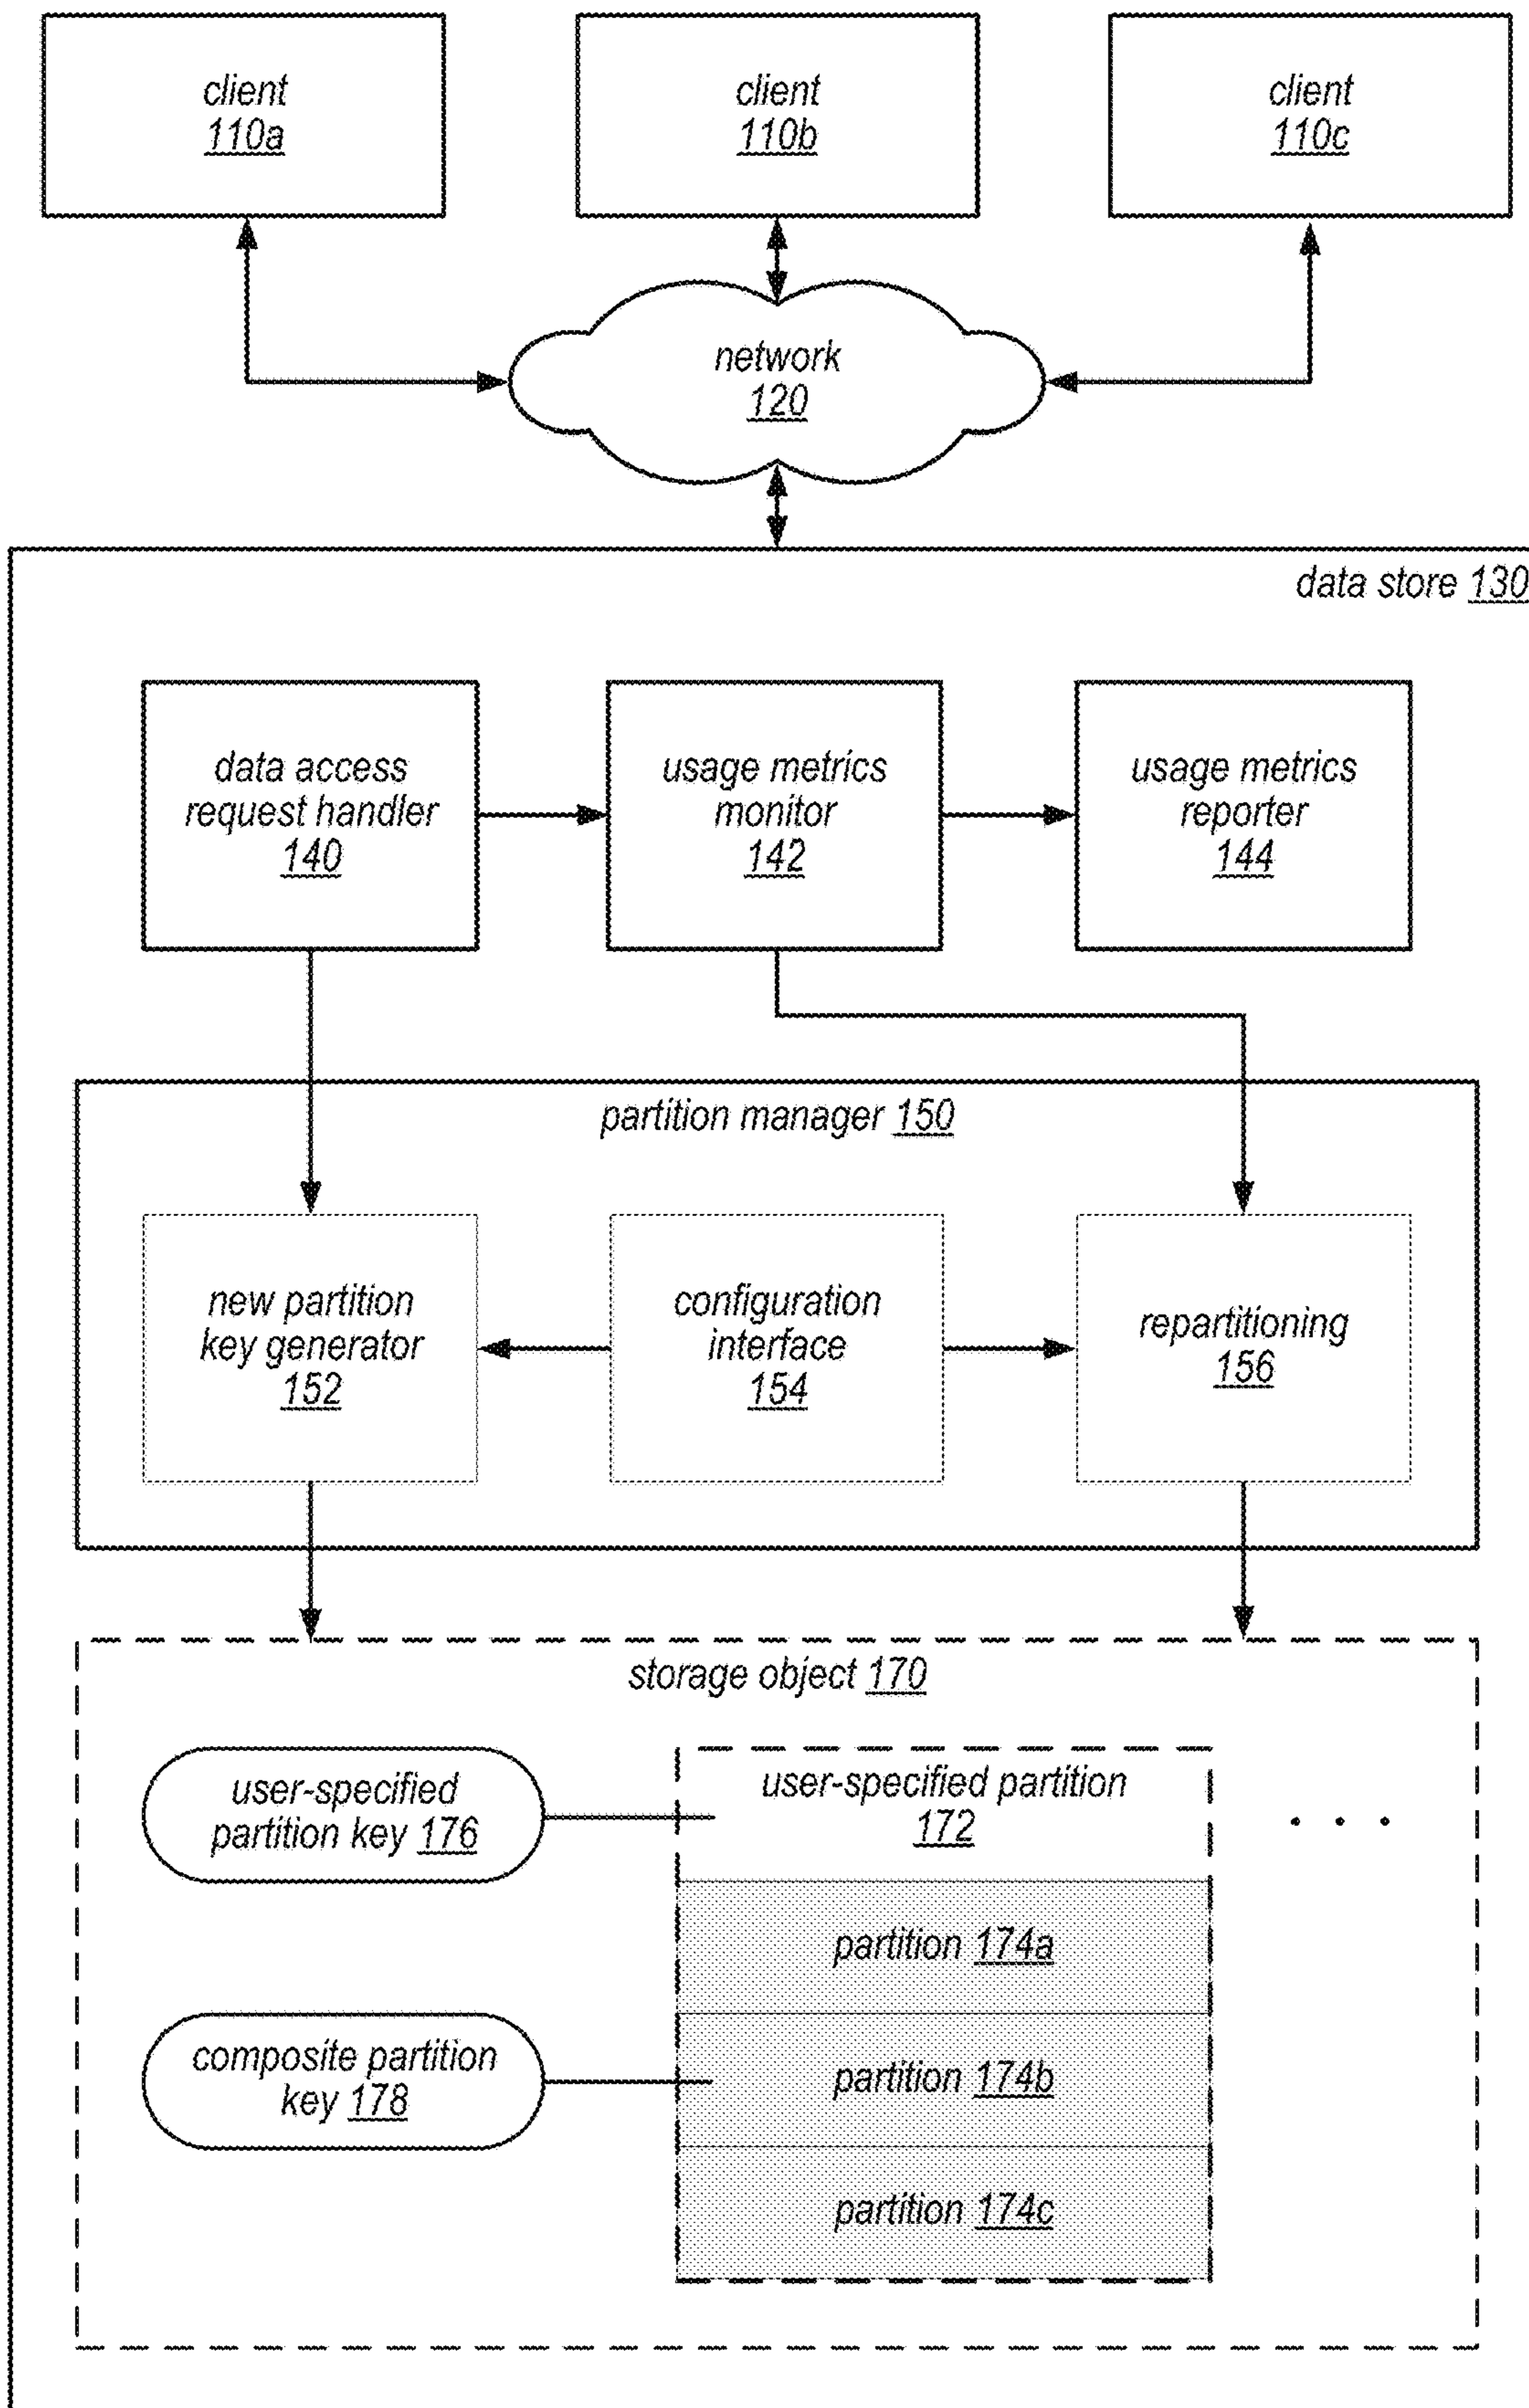 client
110a
client
110b
client
110c
network
120
data store 130
data access
request handler
140
usage metrics
monitor
142
usage metrics
reporter
144
partition manager 150
new partition
key generator
152
configuration
interface
154
repartitioning
156
storage object 170
user-specified
partition key 176
user-specified partition
172
. . .
partition 174a
composite partition
key 178
partition 174b
partition 174c